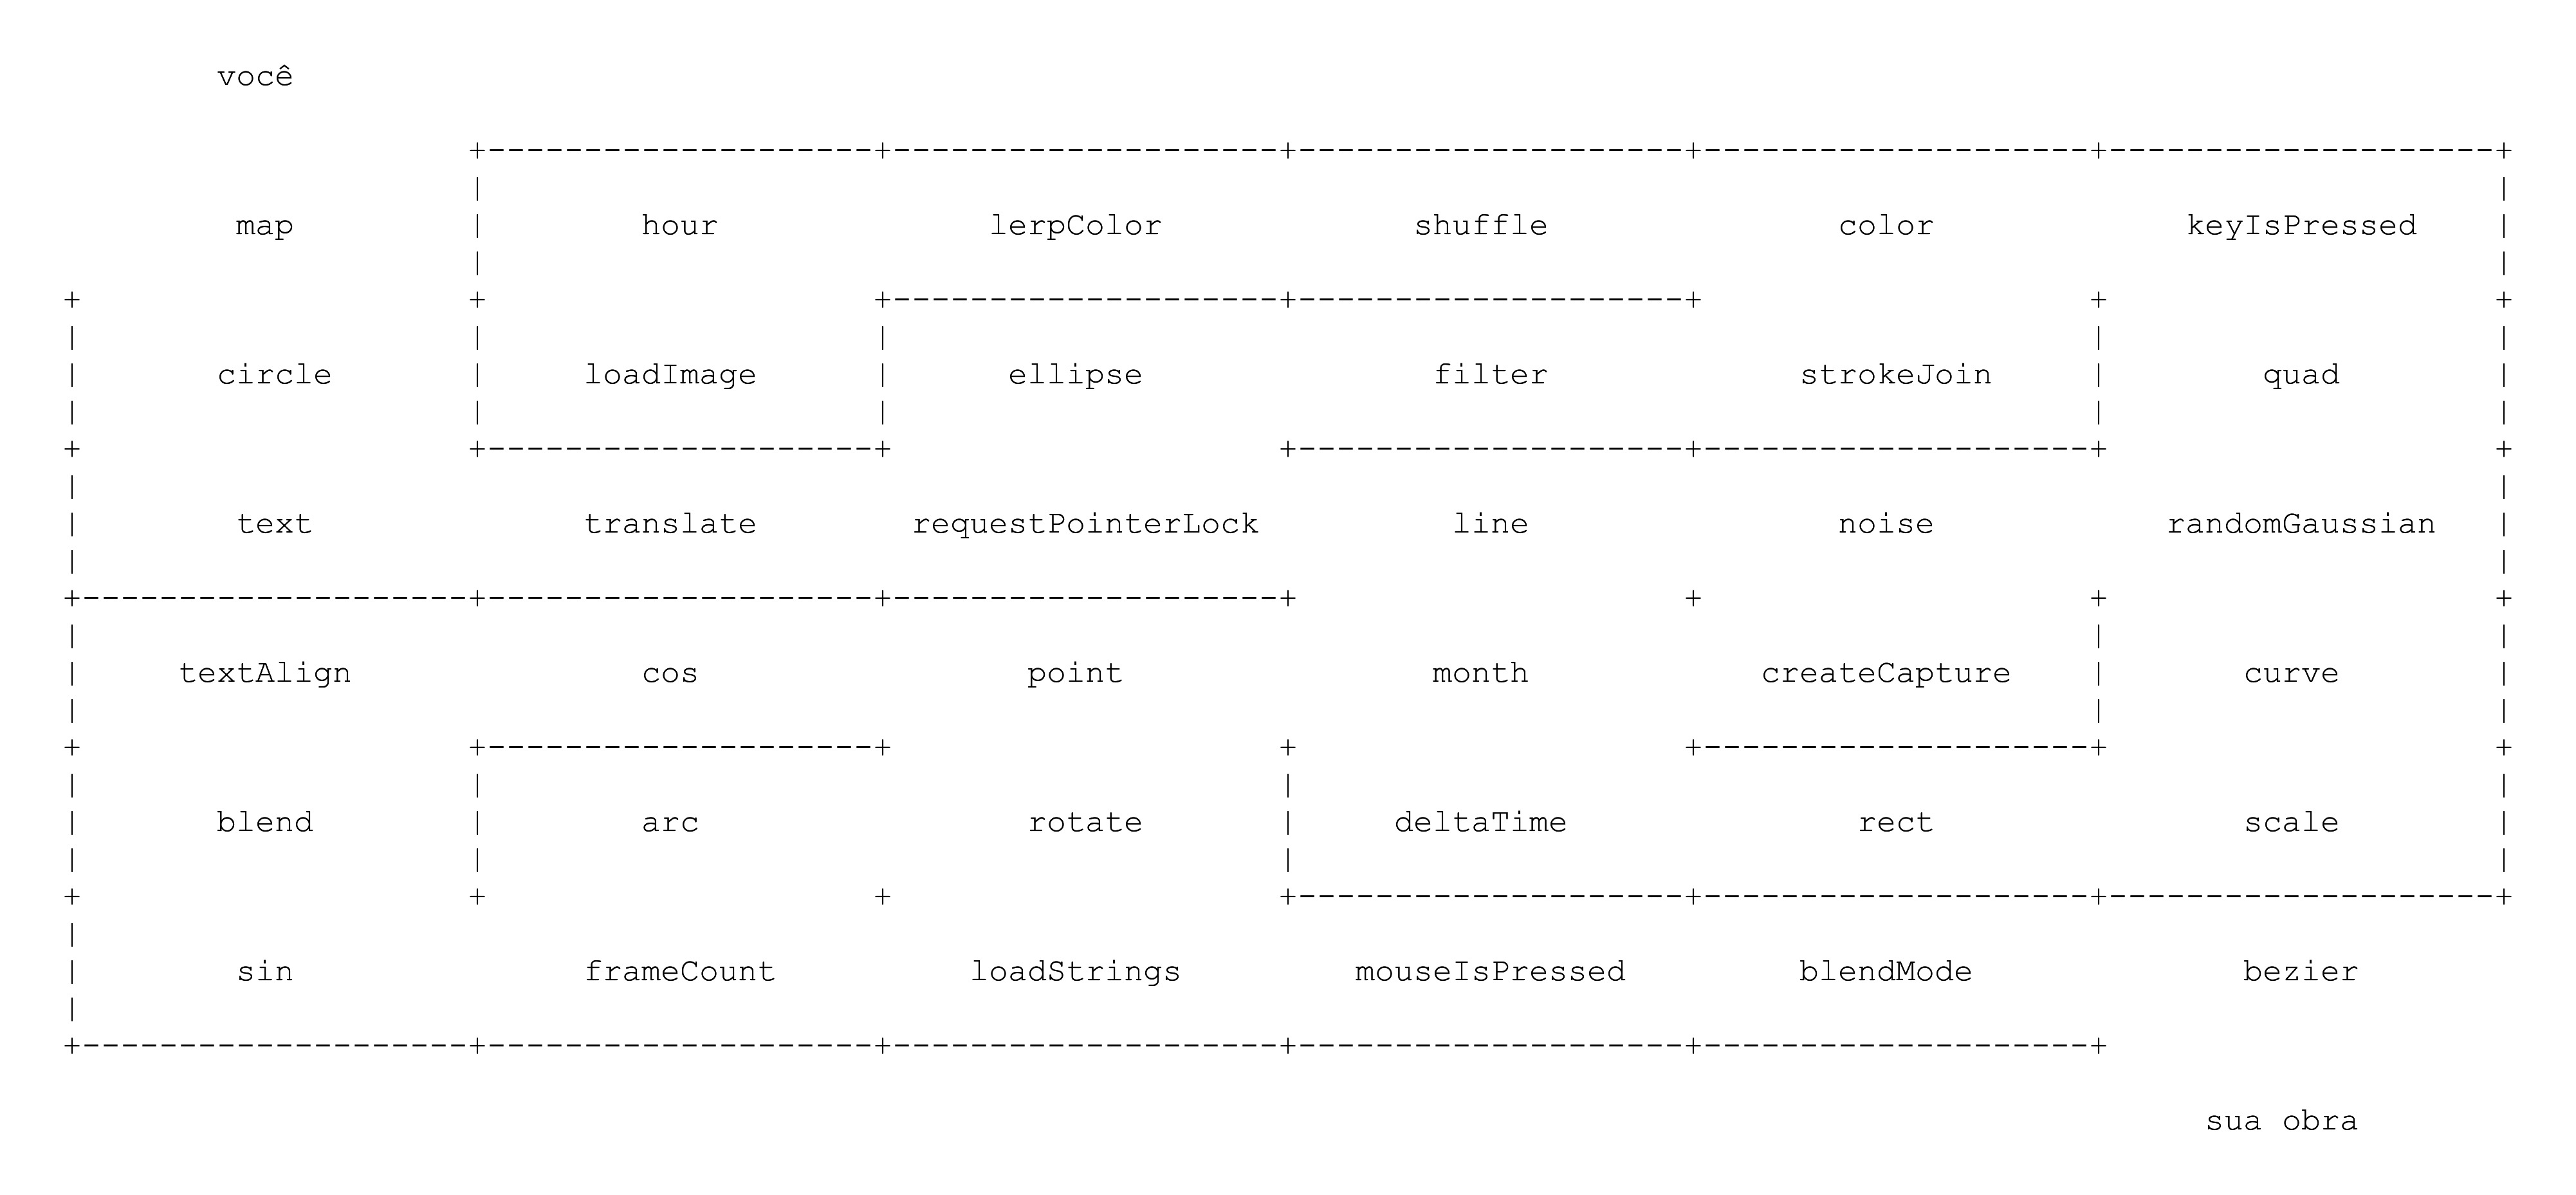 você
map hour lerpColor shuffle color keyIsPressed
circle loadImage ellipse filter strokeJoin quad
text translate requestPointerLock line noise randomGaussian
textAlign cos point month createCapture curve
blend arc rotate deltaTime rect scale
sin frameCount loadStrings mouseIsPressed blendMode bezier
sua obra